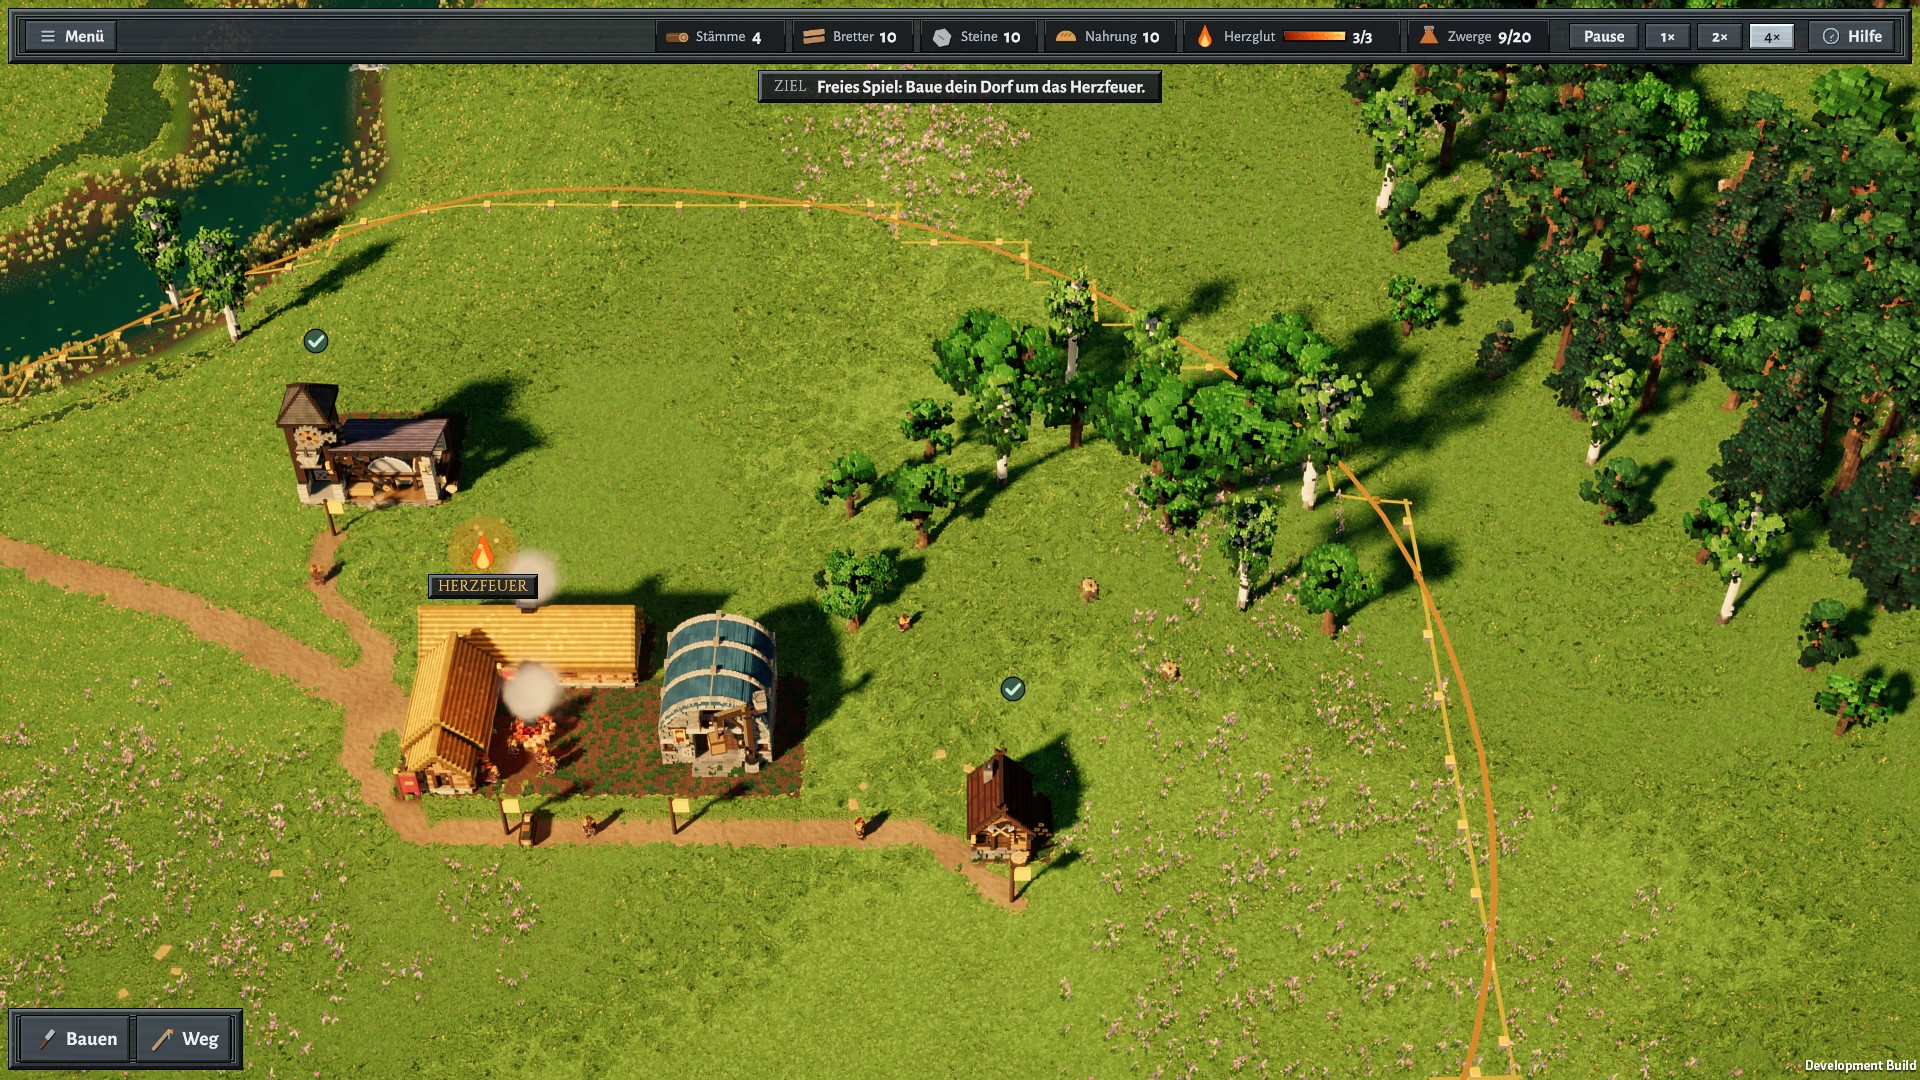 Menü
Stämme 4
Bretter 10
Steine 10
Nahrung 10
Herzglut 3/3
Zwerge 9/20
Pause
1×
2×
4×
Hilfe
ZIEL Freies Spiel: Baue dein Dorf um das Herzfeuer.
HERZFEUER
Bauen
Weg
Development Build